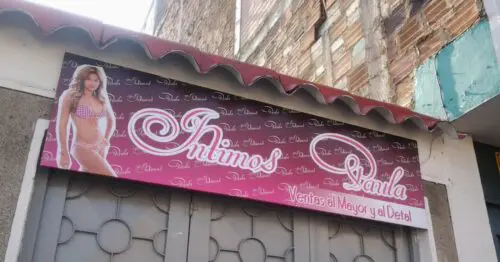 Intimos Paula
Ventas al Mayor y al Detal